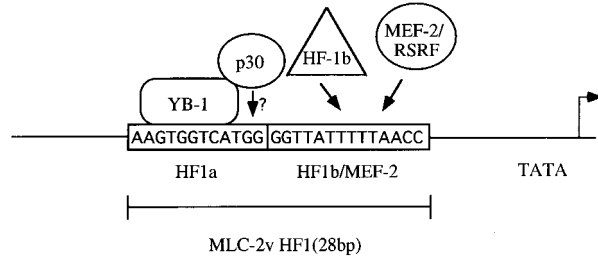 MEF-2/
RSRF
p30
HF-1b
YB-1
?
AAGTGGTCATGG GGTTATTTTTAACC
HF1a
HF1b/MEF-2
TATA
MLC-2v HF1(28bp)